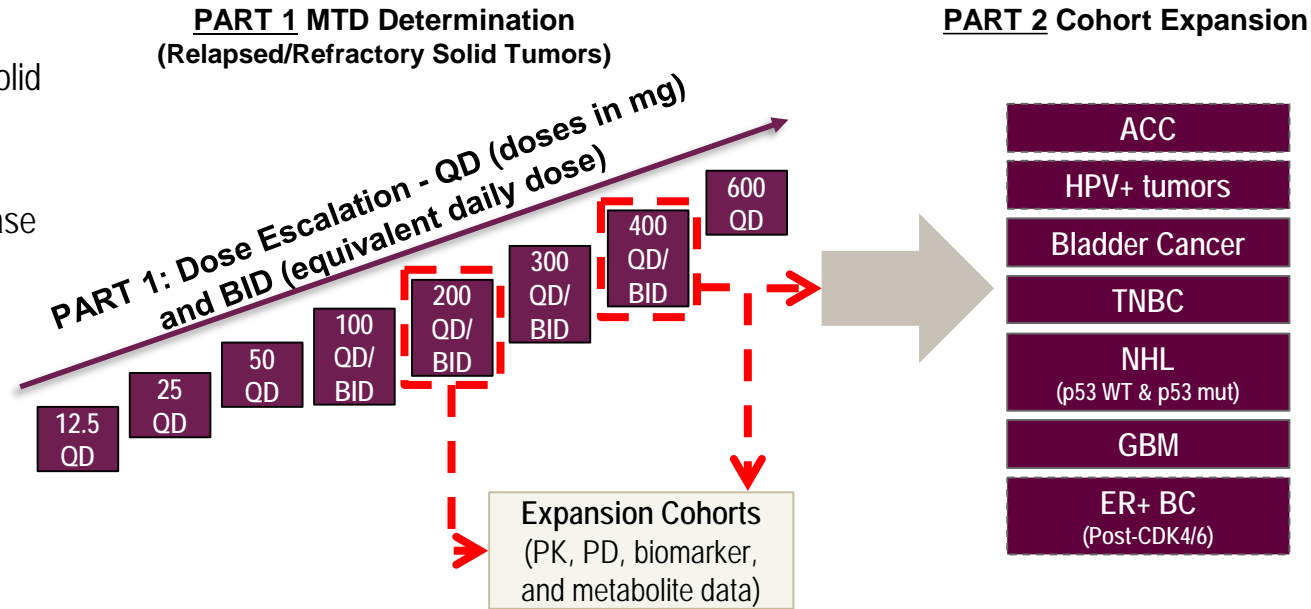 PART 1 MTD Determination
(Relapsed/Refractory Solid Tumors)
PART 2 Cohort Expansion
PART 1: Dose Escalation - QD (doses in mg)
and BID (equivalent daily dose)
12.5
QD
25
QD
50
QD
100
QD/
BID
200
QD/
BID
300
QD/
BID
400
QD/
BID
600
QD
Expansion Cohorts
(PK, PD, biomarker,
and metabolite data)
ACC
HPV+ tumors
Bladder Cancer
TNBC
NHL
(p53 WT & p53 mut)
GBM
ER+ BC
(Post-CDK4/6)